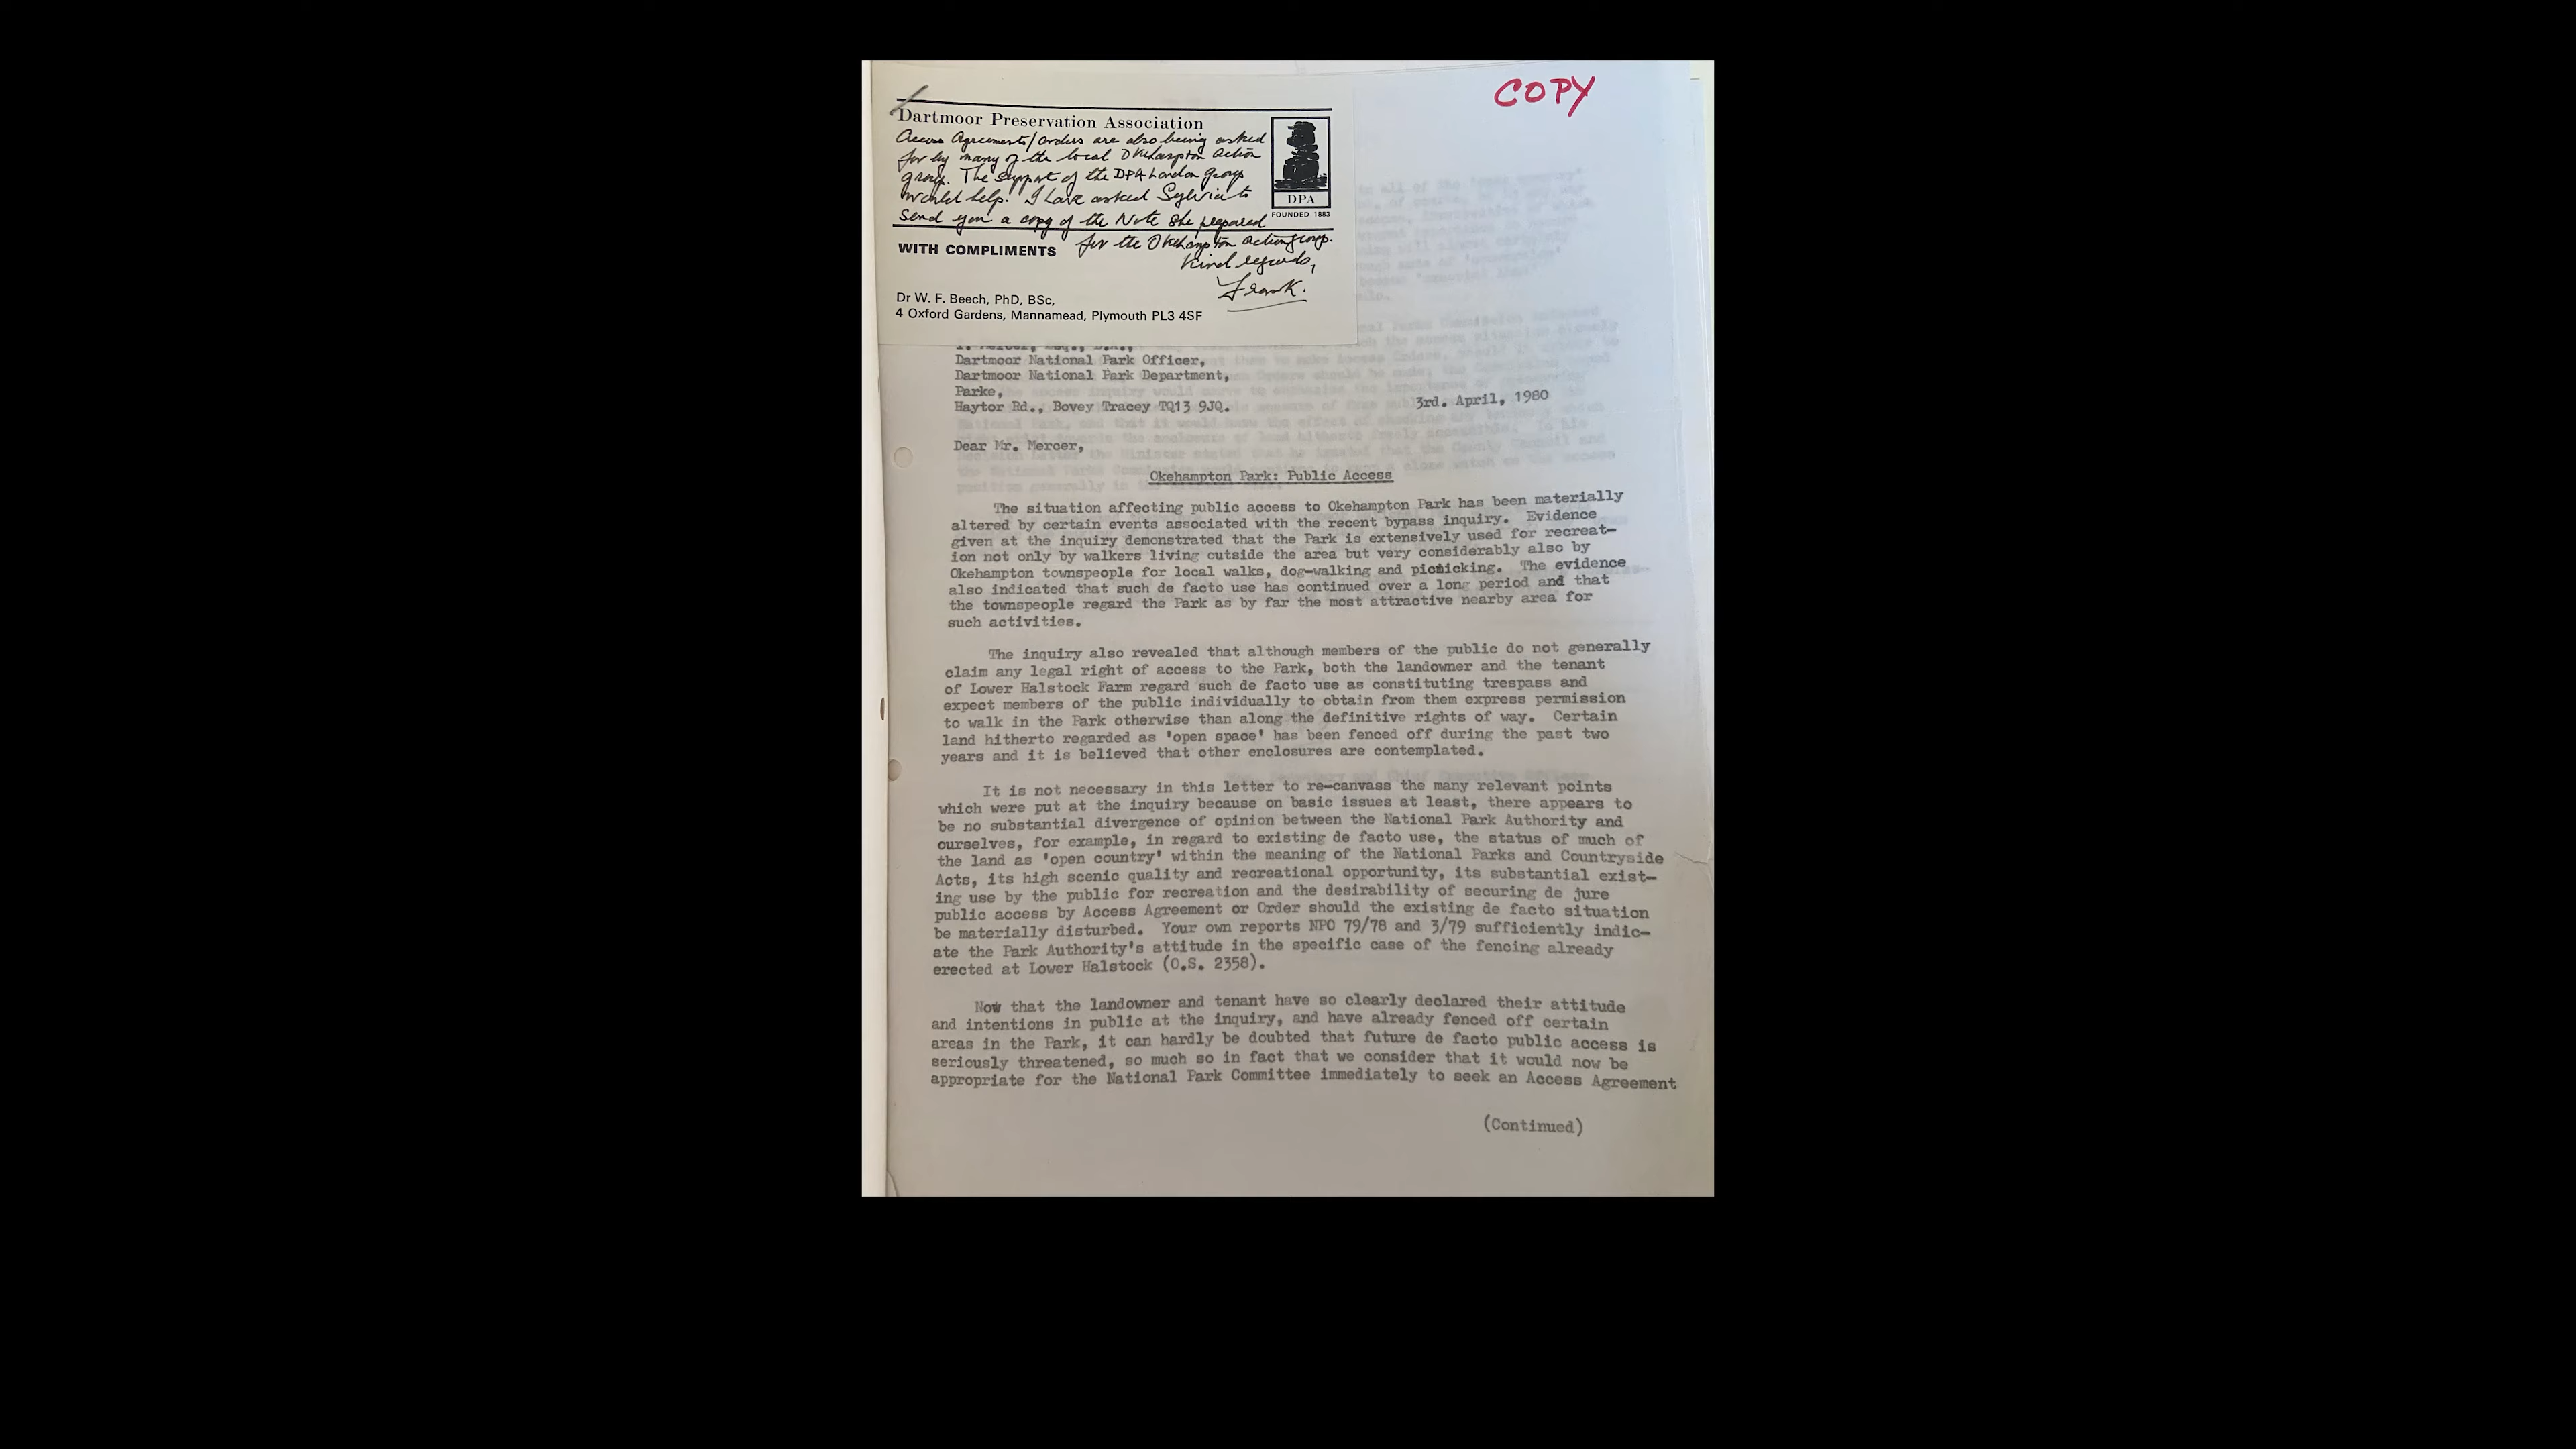 COPY
Dartmoor Preservation Association
Access Agreements/Orders are also being asked
for by many of the local Okehampton action
group. The support of the DPA London group
would help. I have asked Sylvia to
send you a copy of the Note she prepared
for the Okehampton action group.
Kind regards,
Frank.
DPA
FOUNDED 1883
WITH COMPLIMENTS
Dr W. F. Beech, PhD, BSc,
4 Oxford Gardens, Mannamead, Plymouth PL3 4SF
Dartmoor National Park Officer,
Dartmoor National Park Department,
Parke,
Haytor Rd., Bovey Tracey TQ13 9JQ.
3rd. April, 1980
Dear Mr. Mercer,
Okehampton Park: Public Access
The situation affecting public access to Okehampton Park has been materially
altered by certain events associated with the recent bypass inquiry. Evidence
given at the inquiry demonstrated that the Park is extensively used for recreat-
ion not only by walkers living outside the area but very considerably also by
Okehampton townspeople for local walks, dog-walking and picnicking. The evidence
also indicated that such de facto use has continued over a long period and that
the townspeople regard the Park as by far the most attractive nearby area for
such activities.
The inquiry also revealed that although members of the public do not generally
claim any legal right of access to the Park, both the landowner and the tenant
of Lower Halstock Farm regard such de facto use as constituting trespass and
expect members of the public individually to obtain from them express permission
to walk in the Park otherwise than along the definitive rights of way. Certain
land hitherto regarded as 'open space' has been fenced off during the past two
years and it is believed that other enclosures are contemplated.
It is not necessary in this letter to re-canvass the many relevant points
which were put at the inquiry because on basic issues at least, there appears to
be no substantial divergence of opinion between the National Park Authority and
ourselves, for example, in regard to existing de facto use, the status of much of
the land as 'open country' within the meaning of the National Parks and Countryside
Acts, its high scenic quality and recreational opportunity, its substantial exist-
ing use by the public for recreation and the desirability of securing de jure
public access by Access Agreement or Order should the existing de facto situation
be materially disturbed. Your own reports NPO 79/78 and 3/79 sufficiently indic-
ate the Park Authority's attitude in the specific case of the fencing already
erected at Lower Halstock (O.S. 2358).
Now that the landowner and tenant have so clearly declared their attitude
and intentions in public at the inquiry, and have already fenced off certain
areas in the Park, it can hardly be doubted that future de facto public access is
seriously threatened, so much so in fact that we consider that it would now be
appropriate for the National Park Committee immediately to seek an Access Agreement
(Continued)